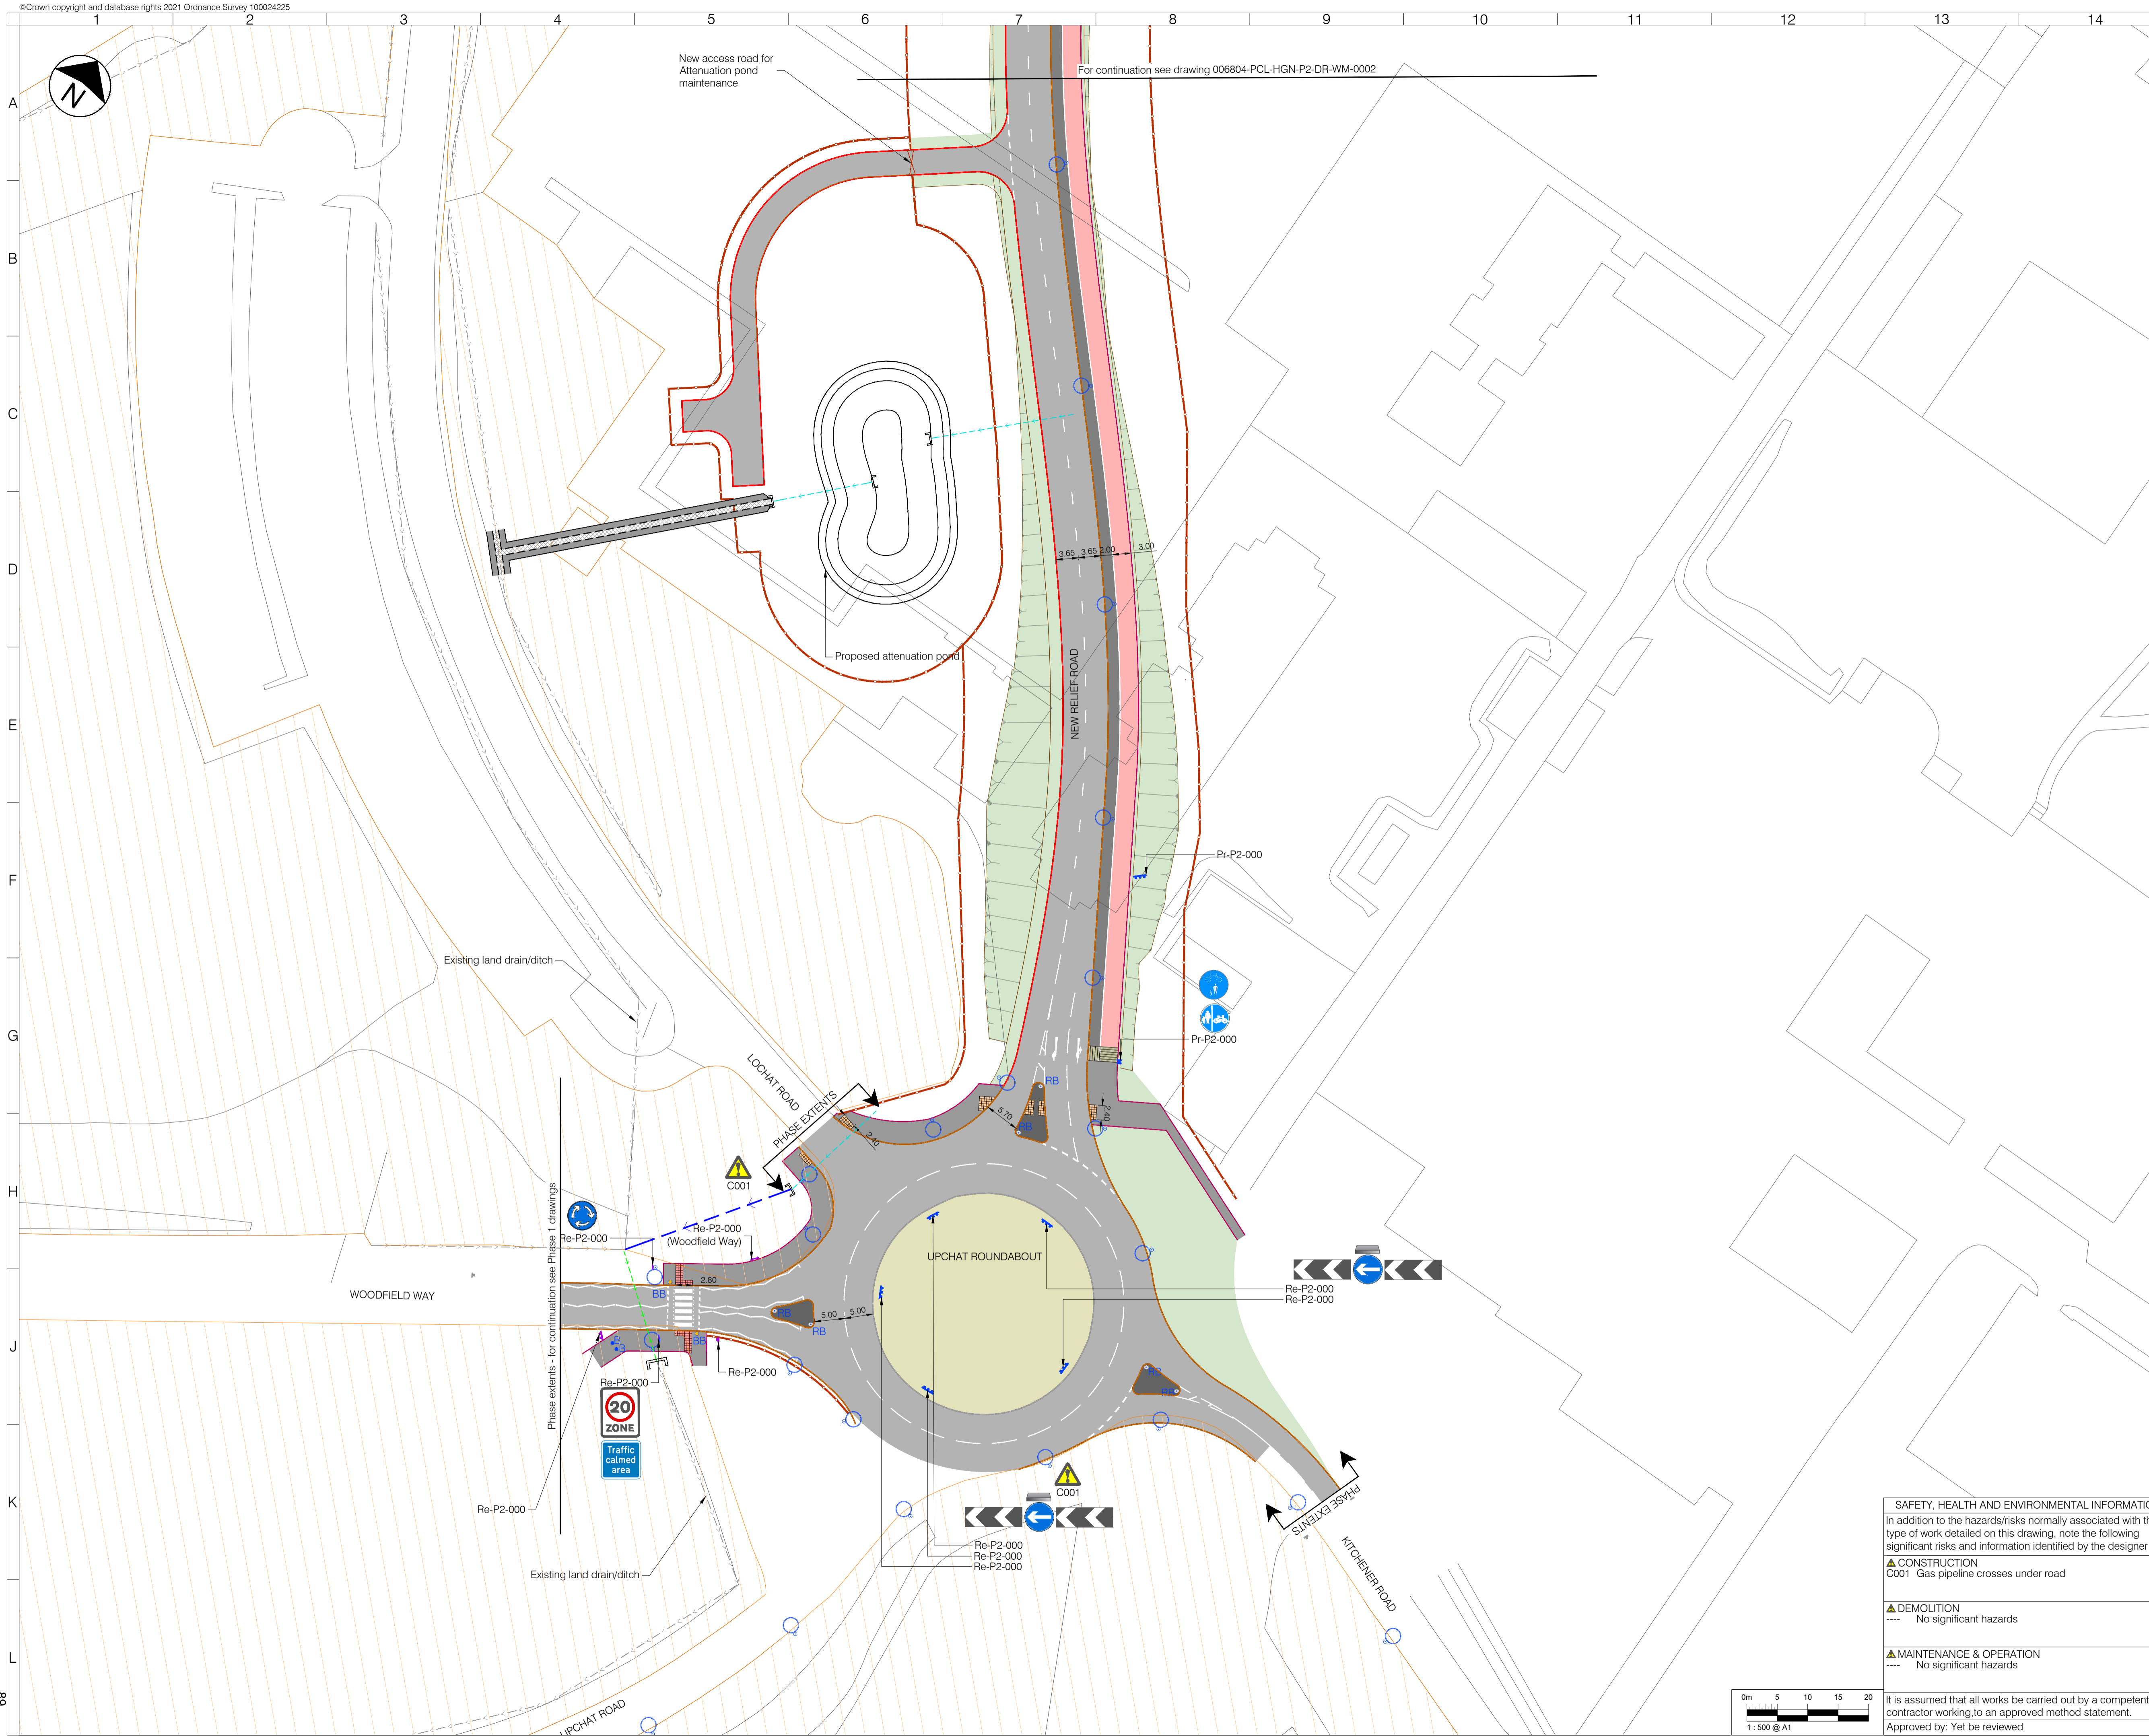 ©Crown copyright and database rights 2021 Ordnance Survey 100024225
1 2 3 4 5 6 7 8 9 10 11 12 13 14
A
B
C
D
E
F
G
H
J
K
L
N
New access road for
Attenuation pond
maintenance
For continuation see drawing 006804-PCL-HGN-P2-DR-WM-0002
3.65 3.65 2.00 3.00
Proposed attenuation pond
NEW RELIEF ROAD
Pr-P2-000
Existing land drain/ditch
Pr-P2-000
LOCHAT ROAD
PHASE EXTENTS
RB
5.70
RB
2.40
2.40
C001
Phase extents - for continuation see Phase 1 drawings
Re-P2-000
Re-P2-000
(Woodfield Way)
UPCHAT ROUNDABOUT
2.80
BB
WOODFIELD WAY
RB
5.00 5.00
RB
BB
Re-P2-000
Re-P2-000
Re-P2-000
Re-P2-000
20
ZONE
Traffic
calmed
area
RB
RB
Re-P2-000
C001
Re-P2-000
Re-P2-000
Re-P2-000
PHASE EXTENTS
KITCHENER ROAD
Existing land drain/ditch
UPCHAT ROAD
89
0m 5 10 15 20
1 : 500 @ A1
SAFETY, HEALTH AND ENVIRONMENTAL INFORMATIO
In addition to the hazards/risks normally associated with th
type of work detailed on this drawing, note the following
significant risks and information identified by the designer
CONSTRUCTION
C001 Gas pipeline crosses under road
DEMOLITION
---- No significant hazards
MAINTENANCE & OPERATION
---- No significant hazards
It is assumed that all works be carried out by a competent
contractor working,to an approved method statement.
Approved by: Yet be reviewed